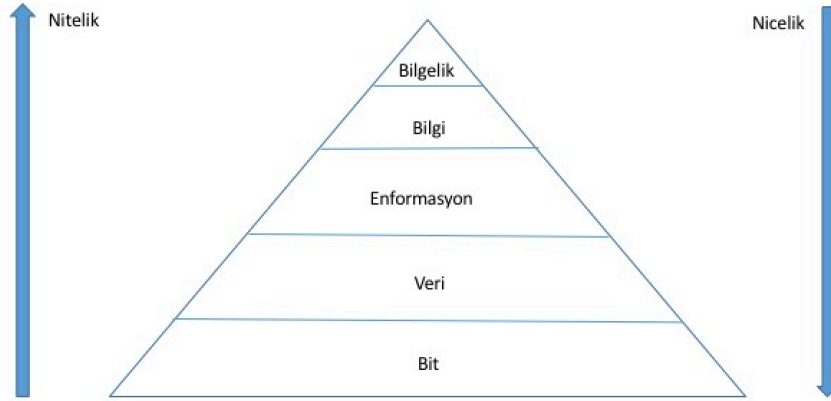 Nitelik
Nicelik
Bilgelik
Bilgi
Enformasyon
Veri
Bit